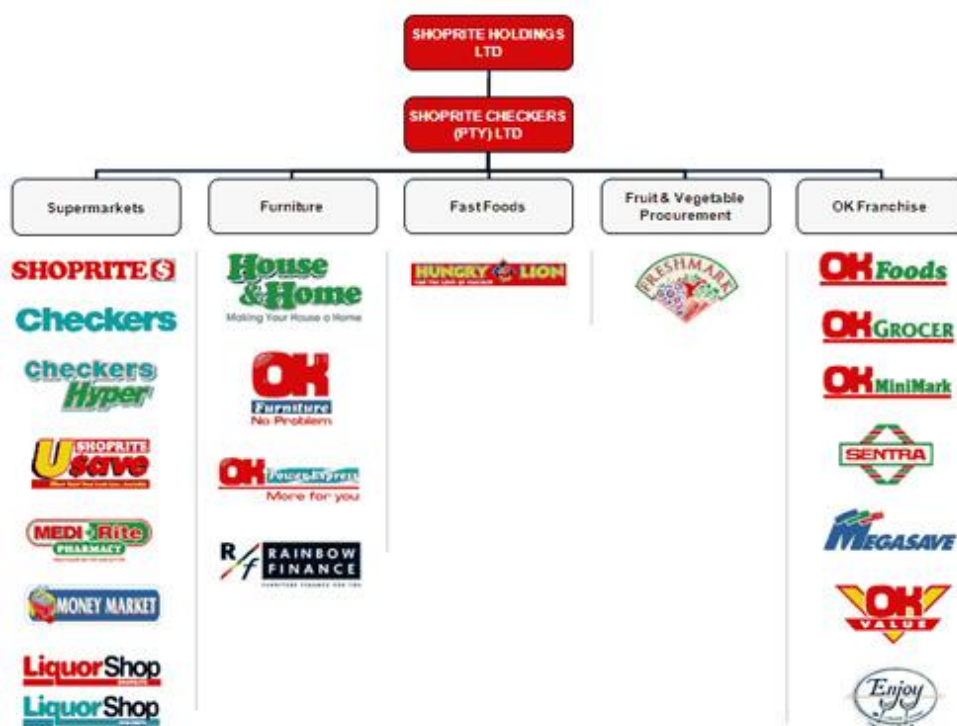 SHOPRITE HOLDINGS
LTD
SHOPRITE CHECKERS
(PTY) LTD
Supermarkets
Furniture
Fast Foods
Fruit & Vegetable
Procurement
OK Franchise
SHOPRITE S
Checkers
Checkers
Hyper
SHOPRITE
Usave
MEDI Rite
PHARMACY
MONEY MARKET
LiquorShop
LiquorShop
House
& Home
Making Your House a Home
OK
Furniture
No Problem
OK Power Express
More for you
R/f RAINBOW
FINANCE
HUNGRY LION
FRESHMARK
OK Foods
OK GROCER
OK MiniMark
SENTRA
MEGASAVE
OK
VALUE
Enjoy